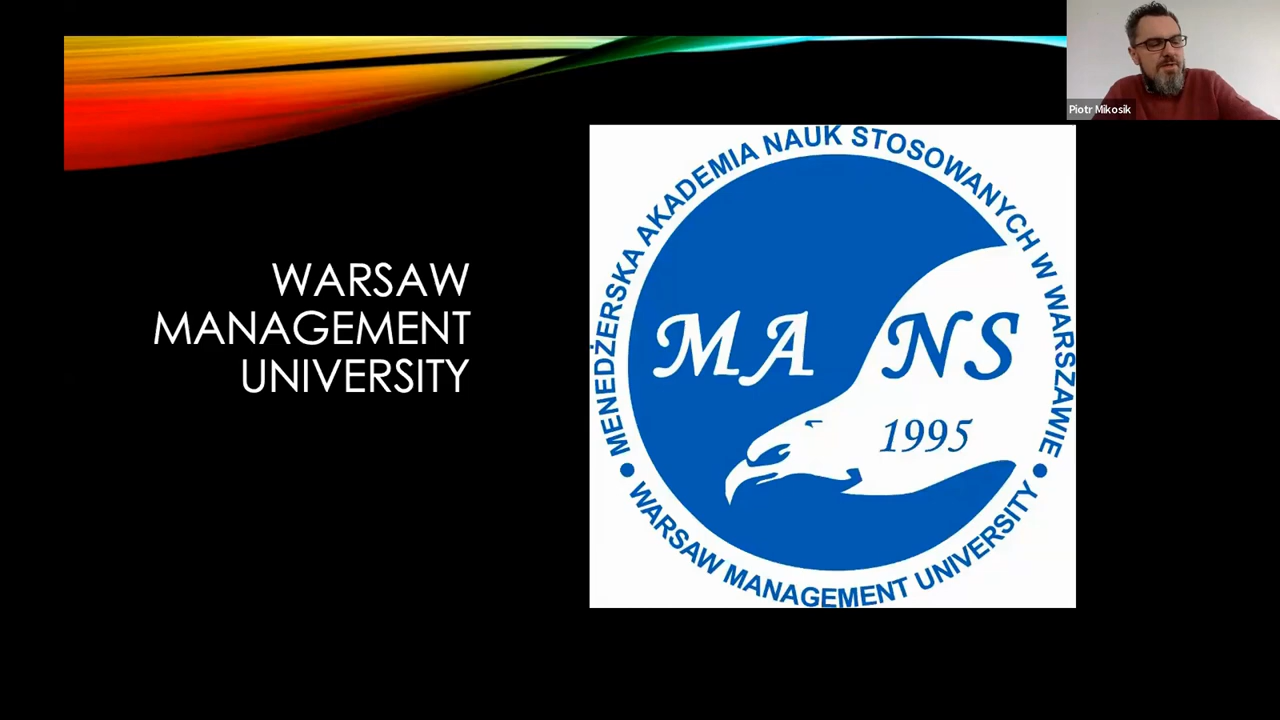 Piotr Mikosik
WARSAW
MANAGEMENT
UNIVERSITY
MENEDŻERSKA AKADEMIA NAUK STOSOWANYCH W WARSZAWIE
MA NS
1995
WARSAW MANAGEMENT UNIVERSITY